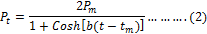 P_t = 2P_m / (1 + Cosh[b(t − t_m)]) … … … . (2)